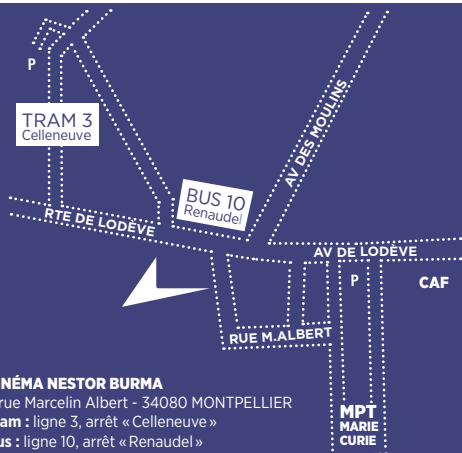 P
TRAM 3
Celleneuve
AV DES MOULINS
BUS 10
Renaudel
RTE DE LODÈVE
AV DE LODÈVE
P
CAF
RUE M.ALBERT
NÉMA NESTOR BURMA
rue Marcelin Albert - 34080 MONTPELLIER
am : ligne 3, arrêt « Celleneuve »
us : ligne 10, arrêt « Renaudel »
MPT
MARIE
CURIE